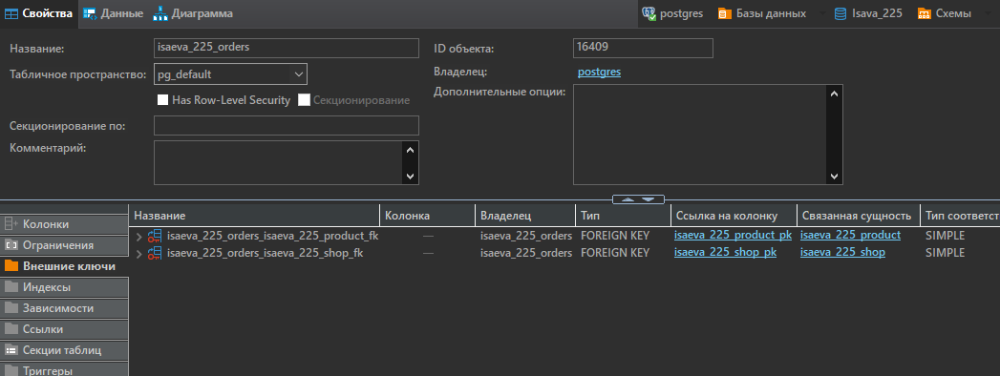 Свойства Данные Диаграмма postgres Базы данных Isava_225 Схемы
Название: isaeva_225_orders ID объекта: 16409
Табличное пространство: pg_default Владелец: postgres
Has Row-Level Security Секционирование Дополнительные опции:
Секционирование по:
Комментарий:
Название Колонка Владелец Тип Ссылка на колонку Связанная сущность Тип соответст
Колонки
isaeva_225_orders_isaeva_225_product_fk — isaeva_225_orders FOREIGN KEY isaeva_225_product_pk isaeva_225_product SIMPLE
Ограничения
isaeva_225_orders_isaeva_225_shop_fk — isaeva_225_orders FOREIGN KEY isaeva_225_shop_pk isaeva_225_shop SIMPLE
Внешние ключи
Индексы
Зависимости
Ссылки
Секции таблиц
Триггеры